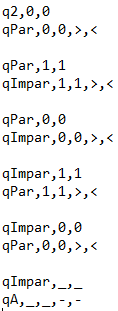 q2,0,0
qPar,0,0,>,<

qPar,1,1
qImpar,1,1,>,<

qPar,0,0
qImpar,0,0,>,<

qImpar,1,1
qPar,1,1,>,<

qImpar,0,0
qPar,0,0,>,<

qImpar,_,_
qA,_,_,-,-